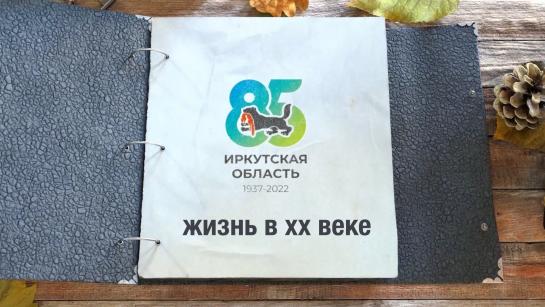 85
ИРКУТСКАЯ
ОБЛАСТЬ
1937-2022
ЖИЗНЬ В XX ВЕКЕ